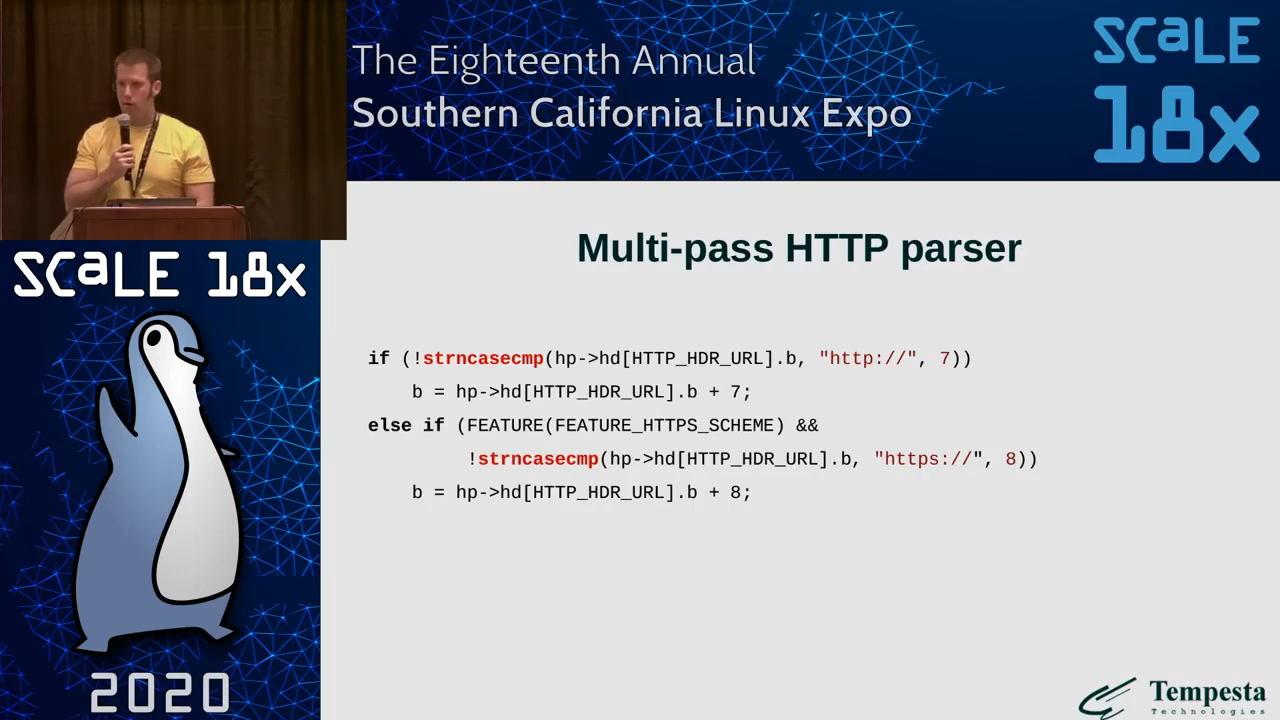 The Eighteenth Annual
Southern California Linux Expo
SCaLE
18x
SCaLE 18x
2020
Multi-pass HTTP parser
if (!strncasecmp(hp->hd[HTTP_HDR_URL].b, "http://", 7))
    b = hp->hd[HTTP_HDR_URL].b + 7;
else if (FEATURE(FEATURE_HTTPS_SCHEME) &&
         !strncasecmp(hp->hd[HTTP_HDR_URL].b, "https://", 8))
    b = hp->hd[HTTP_HDR_URL].b + 8;
Tempesta
Technologies